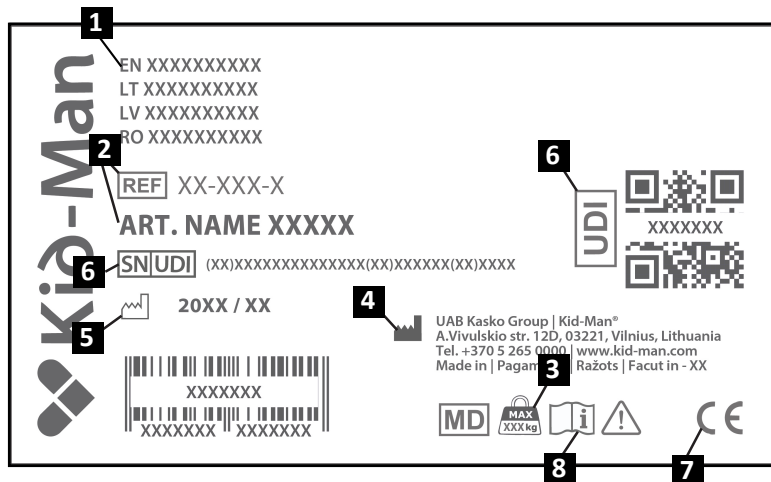 1
EN XXXXXXXXXX
LT XXXXXXXXXX
LV XXXXXXXXXX
RO XXXXXXXXXX
Kid-Man
2
REF XX-XXX-X
ART. NAME XXXXX
6
UDI
XXXXXXX
6
SN UDI (XX)XXXXXXXXXXXXXX(XX)XXXXXX(XX)XXXX
5
20XX / XX
4
UAB Kasko Group | Kid-Man®
A.Vivulskio str. 12D, 03221, Vilnius, Lithuania
Tel. +370 5 265 0000 | www.kid-man.com
Made in | Ražots | Facut in - XX
3
XXXXXXX
XXXXXXX XXXXXXX
MD
MAX
XXX kg
i
8
CE
7